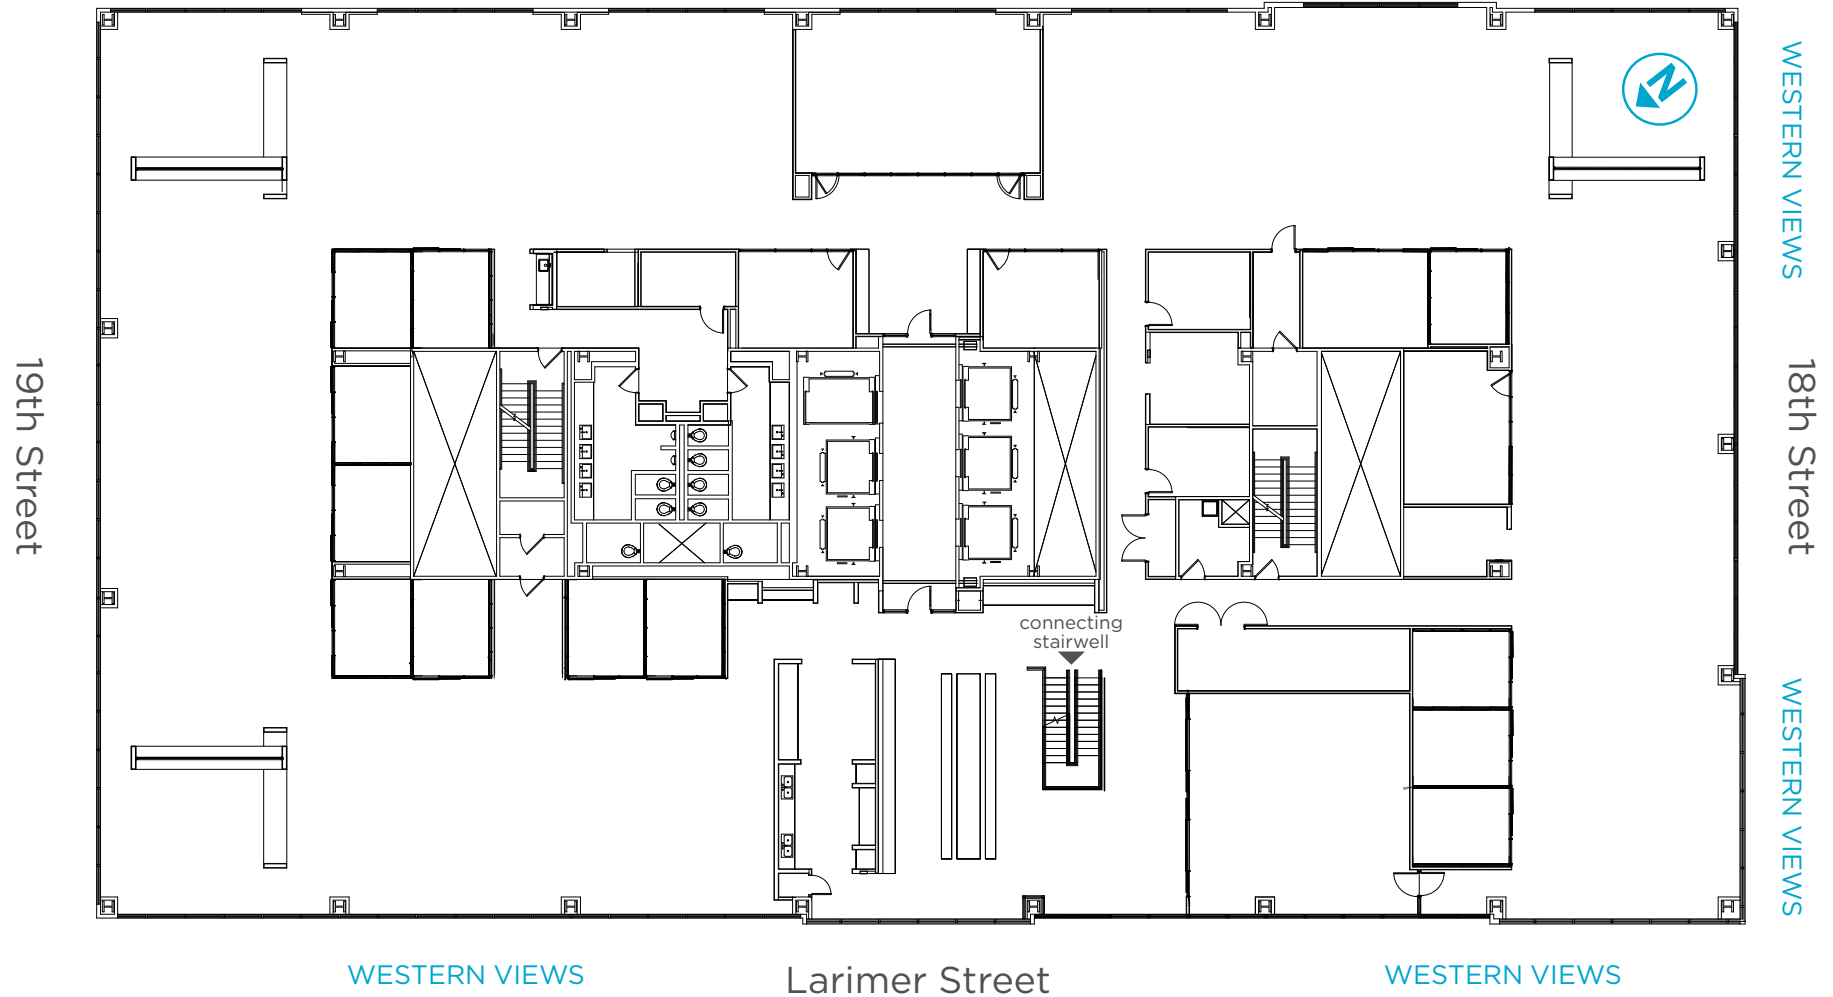 WESTERN VIEWS
N
19th Street
18th Street
connecting
stairwell
WESTERN VIEWS
WESTERN VIEWS
Larimer Street
WESTERN VIEWS